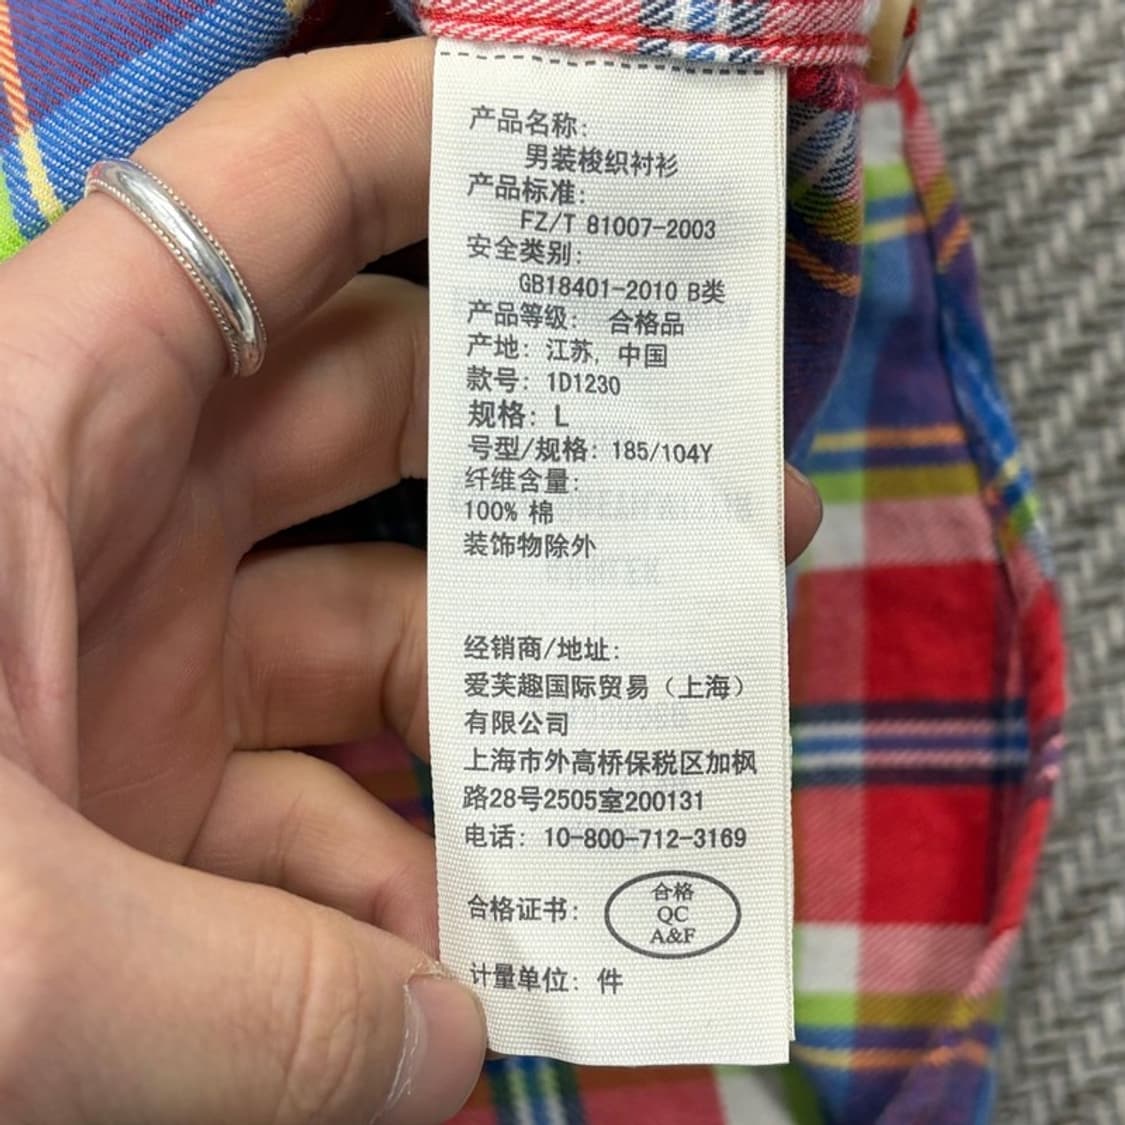 产品名称:
男装梭织衬衫
产品标准:
FZ/T 81007-2003
安全类别:
GB18401-2010 B类
产品等级: 合格品
产地: 江苏, 中国
款号: 1D1230
规格: L
号型/规格: 185/104Y
纤维含量:
100% 棉
装饰物除外
经销商/地址:
爱芙趣国际贸易（上海）
有限公司
上海市外高桥保税区加枫
路28号2505室200131
电话: 10-800-712-3169
合格证书:
合格
QC
A&F
计量单位: 件